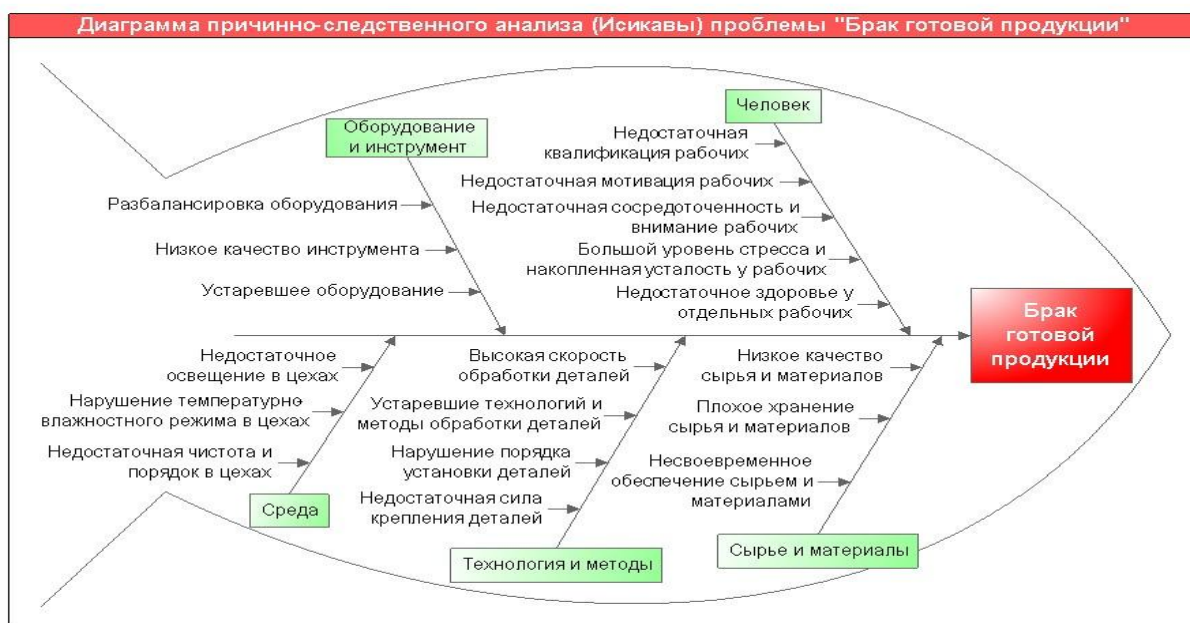 Диаграмма причинно-следственного анализа (Исикавы) проблемы "Брак готовой продукции"
Оборудование
и инструмент
Разбалансировка оборудования
Низкое качество инструмента
Устаревшее оборудование
Человек
Недостаточная
квалификация рабочих
Недостаточная мотивация рабочих
Недостаточная сосредоточенность и
внимание рабочих
Большой уровень стресса и
накопленная усталость у рабочих
Недостаточное здоровье у
отдельных рабочих
Брак
готовой
продукции
Недостаточное
освещение в цехах
Нарушение температурно-
влажностного режима в цехах
Недостаточная чистота и
порядок в цехах
Среда
Высокая скорость
обработки деталей
Устаревшие технологий и
методы обработки деталей
Нарушение порядка
установки деталей
Недостаточная сила
крепления деталей
Технология и методы
Низкое качество
сырья и материалов
Плохое хранение
сырья и материалов
Несвоевременное
обеспечение сырьем и
материалами
Сырье и материалы